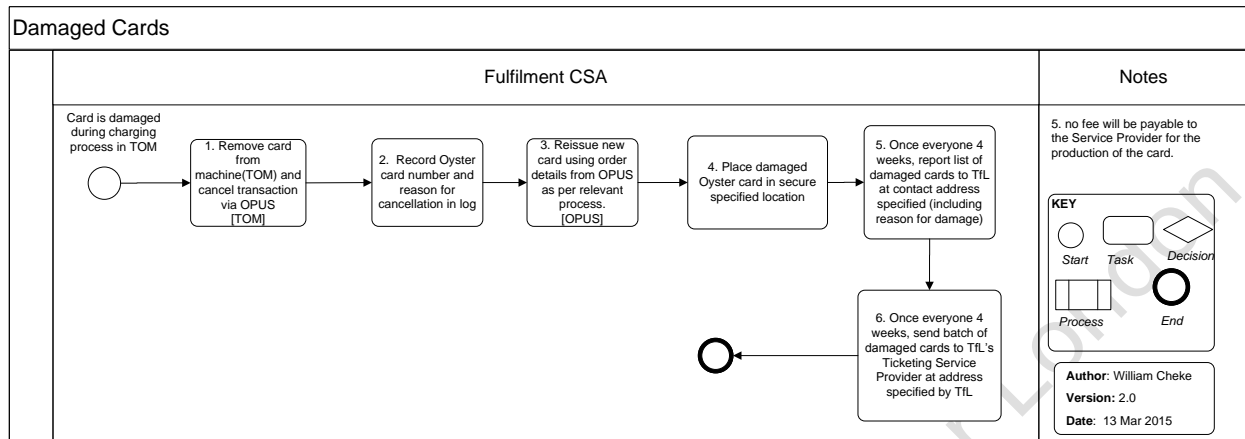 Damaged Cards
Fulfilment CSA
Notes
Card is damaged
during charging
process in TOM
1. Remove card
from
machine(TOM) and
cancel transaction
via OPUS
[TOM]
2. Record Oyster
card number and
reason for
cancellation in log
3. Reissue new
card using order
details from OPUS
as per relevant
process.
[OPUS]
4. Place damaged
Oyster card in secure
specified location
5. Once everyone 4
weeks, report list of
damaged cards to TfL
at contact address
specified (including
reason for damage)
6. Once everyone 4
weeks, send batch of
damaged cards to TfL's
Ticketing Service
Provider at address
specified by TfL
5. no fee will be payable to
the Service Provider for the
production of the card.
KEY
Start
Task
Decision
Process
End
Author: William Cheke
Version: 2.0
Date: 13 Mar 2015
London